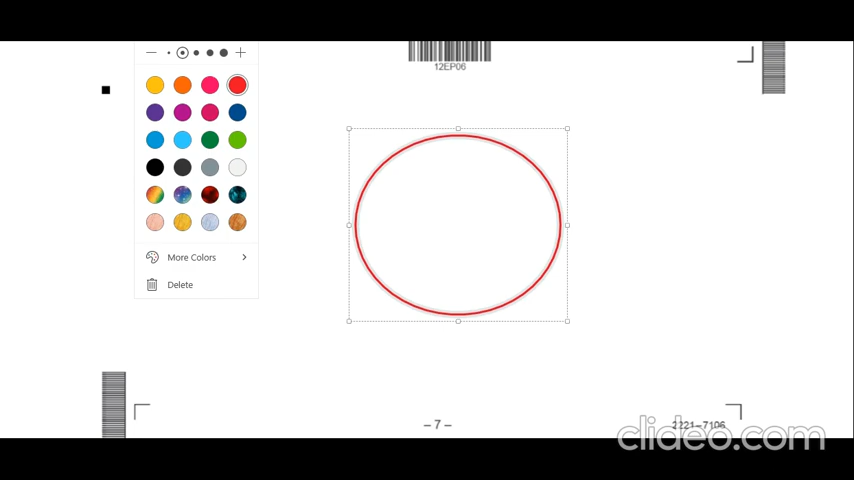 12EP06
More Colors
Delete
– 7 –
2221–7106
clideo.com